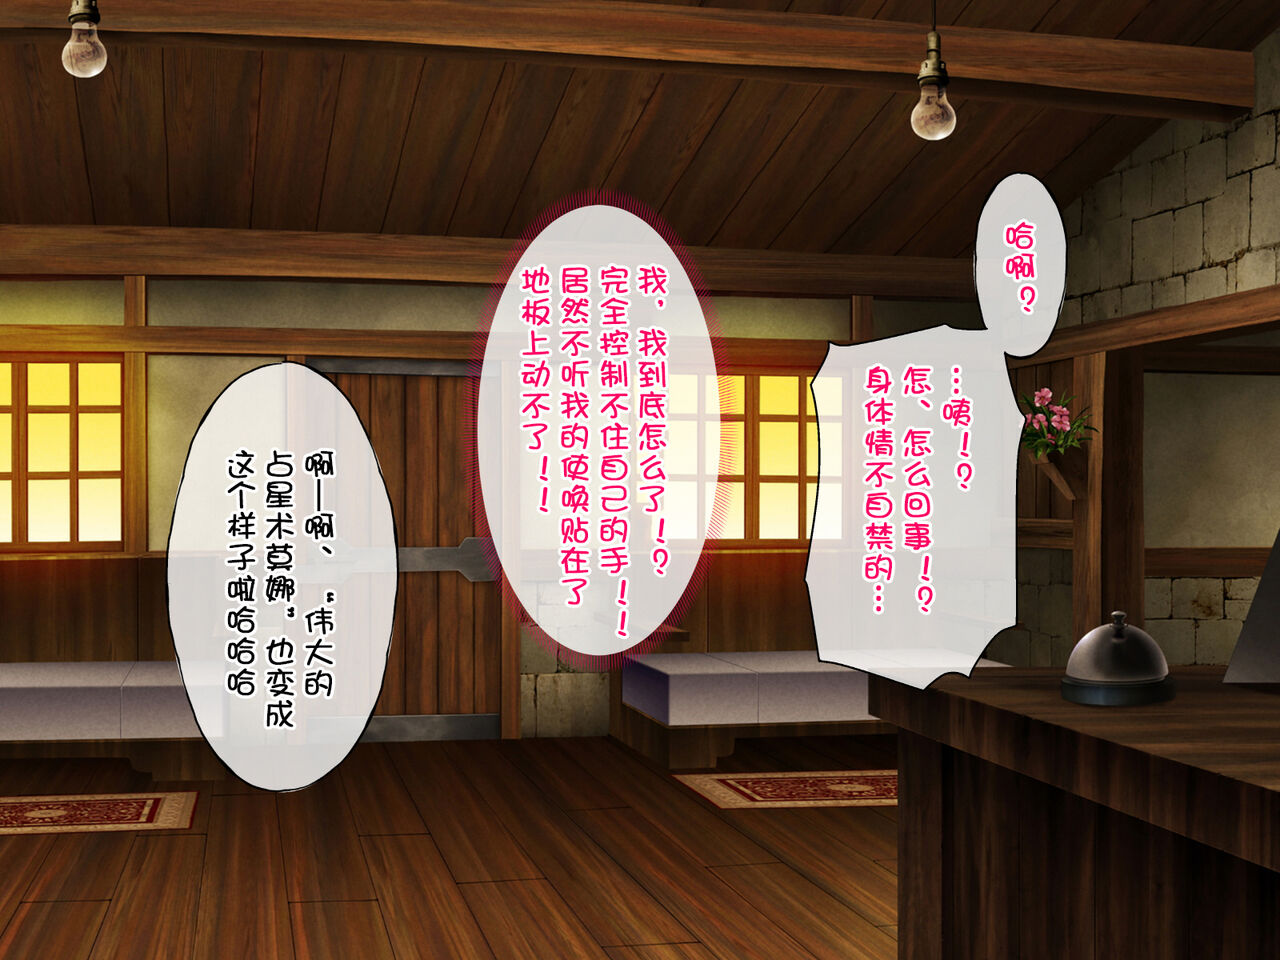 哈啊？
…咦！？
怎、怎么回事！？
身体情不自禁的…
我，我到底怎么了！？
完全控制不住自己的手！！
居然不听我的使唤贴在了
地板上动不了！！
啊—啊、“伟大的
占星术莫娜”也变成
这个样子啦哈哈哈